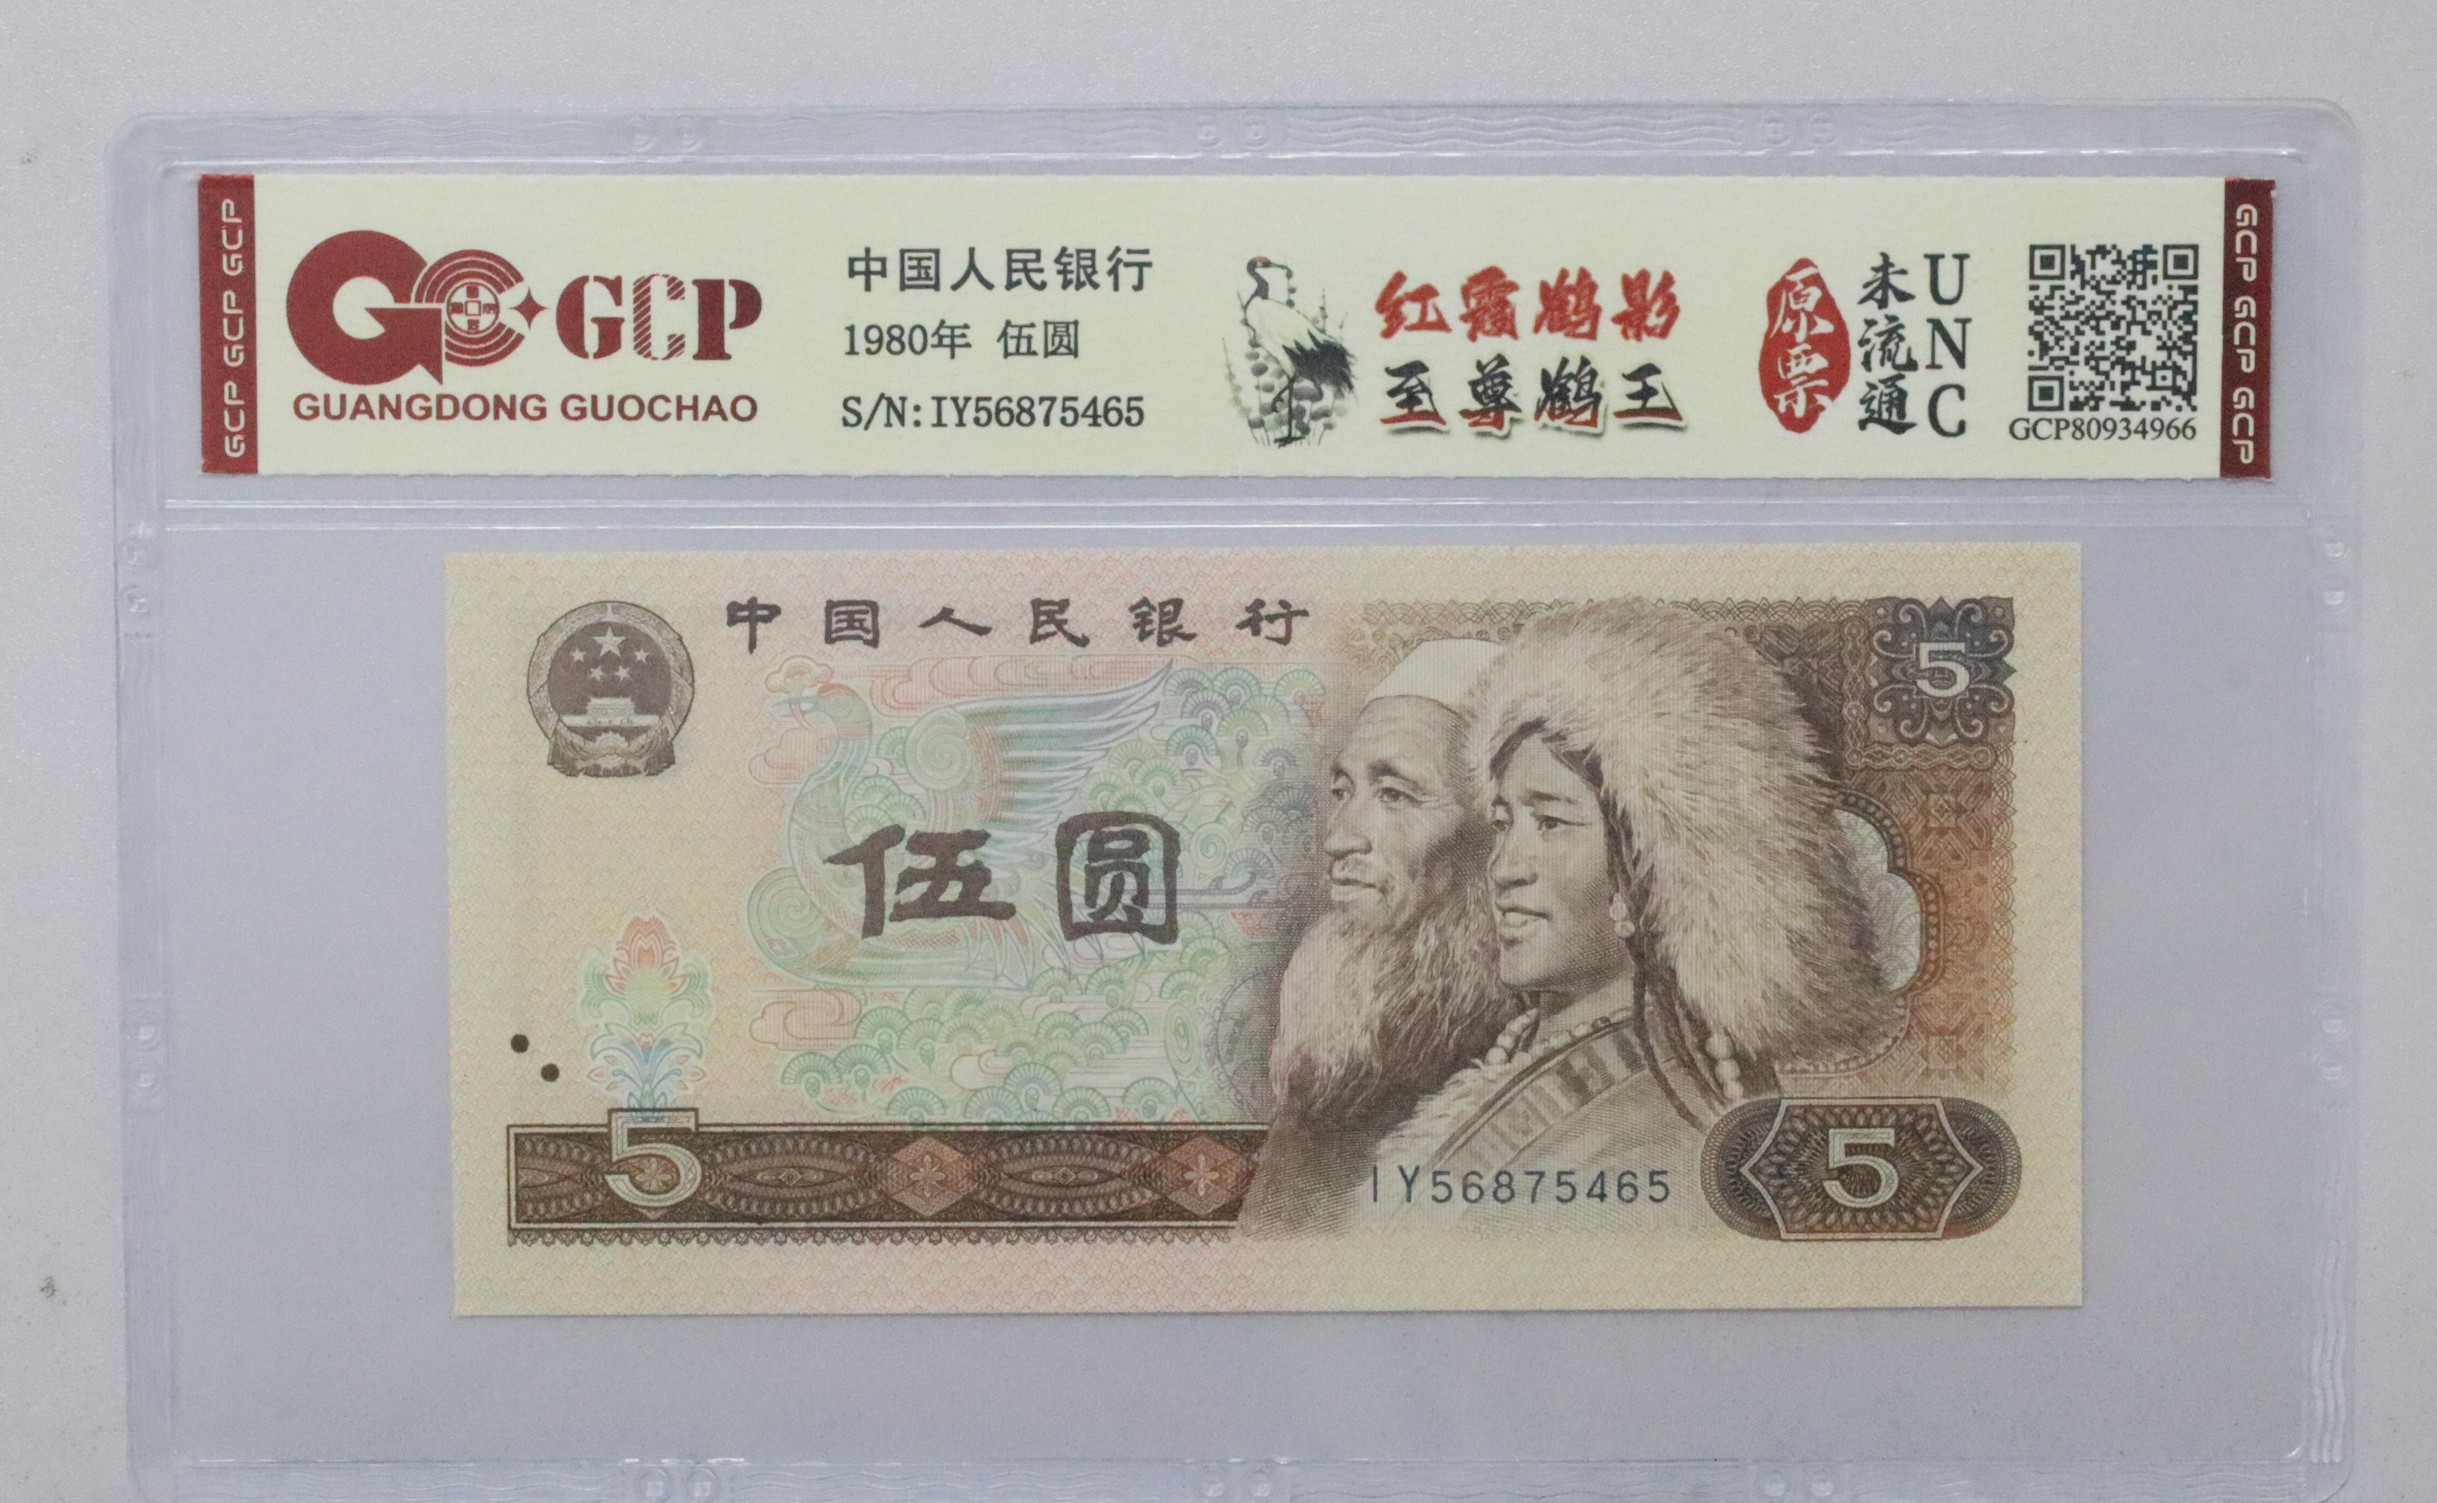 GCP GCP GCP
GCP
GUANGDONG GUOCHAO
中国人民银行
1980年 伍圆
S/N:IY56875465
红霞鹤影
至尊鹤王
原票
未流通
UNC
GCP80934966
GCP GCP GCP
中国人民银行
5
伍圆
5
IY56875465
5